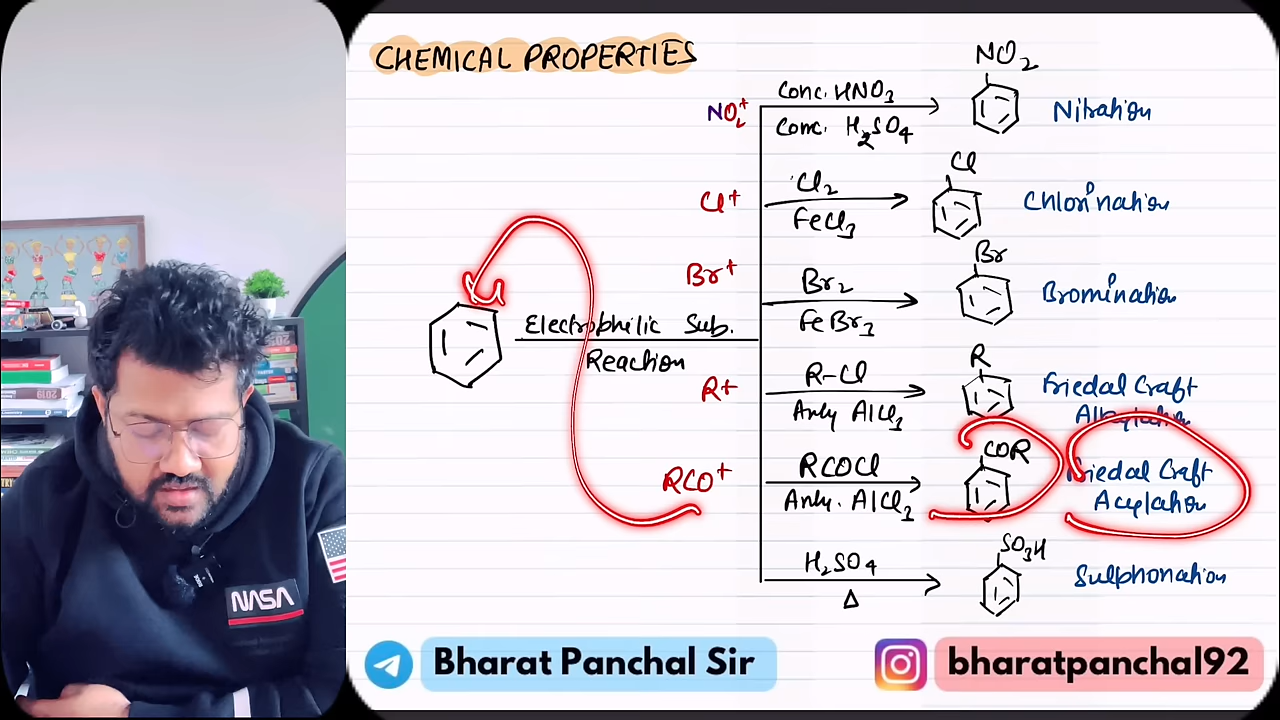 CHEMICAL PROPERTIES
NO₂⁺ Conc. HNO₃
Conc. H₂SO₄
NO₂
Nitration
Cl⁺ Cl₂
FeCl₃
Cl
Chlorination
Br⁺ Br₂
FeBr₃
Br
Bromination
Electrophilic Sub.
Reaction
R+ R-Cl
Anhy AlCl₃
R
Friedal Craft
Alkylation
RCO⁺ RCOCl
Anhy. AlCl₃
COR
Friedal Craft
Acylation
H₂SO₄
Δ
SO₃H
Sulphonation
NASA
2019
Bharat Panchal Sir
bharatpanchal92